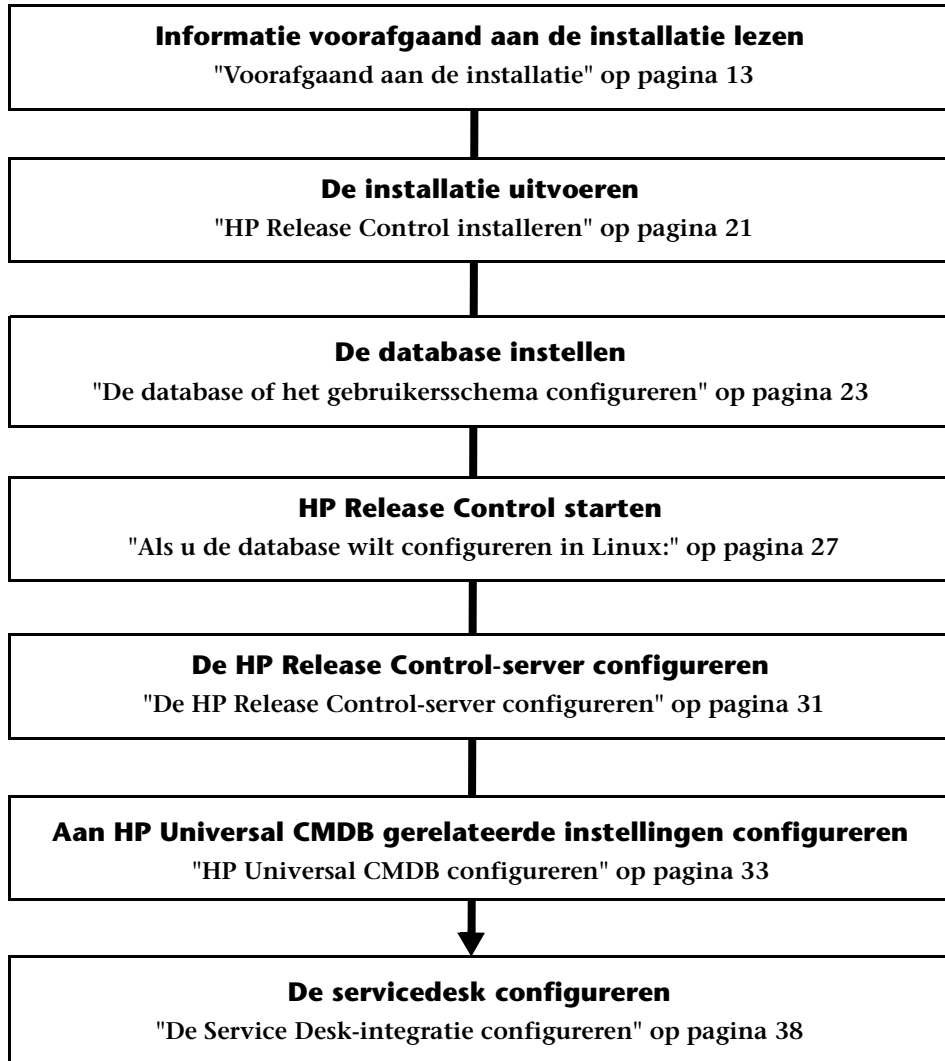 Informatie voorafgaand aan de installatie lezen
"Voorafgaand aan de installatie" op pagina 13
De installatie uitvoeren
"HP Release Control installeren" op pagina 21
De database instellen
"De database of het gebruikersschema configureren" op pagina 23
HP Release Control starten
"Als u de database wilt configureren in Linux:" op pagina 27
De HP Release Control-server configureren
"De HP Release Control-server configureren" op pagina 31
Aan HP Universal CMDB gerelateerde instellingen configureren
"HP Universal CMDB configureren" op pagina 33
De servicedesk configureren
"De Service Desk-integratie configureren" op pagina 38